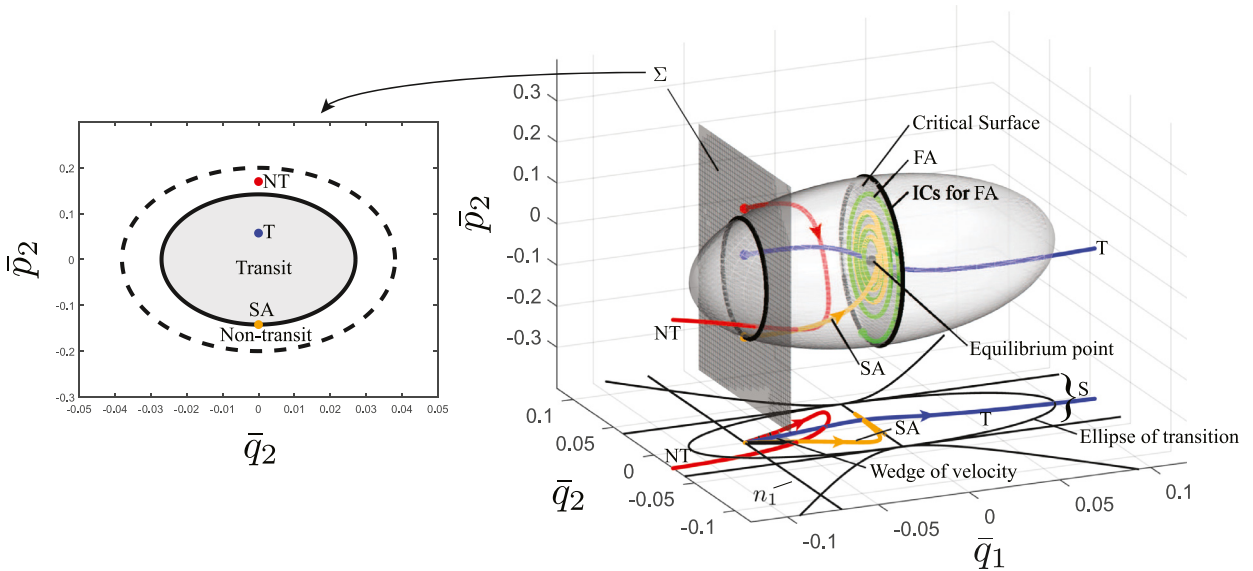 Σ
p̄₂
0.2
0.1
0
-0.1
-0.2
-0.3
NT
T
Transit
SA
Non-transit
-0.05 -0.04 -0.03 -0.02 -0.01 0 0.01 0.02 0.03 0.04 0.05
q̄₂
p̄₂
0.3
0.2
0.1
0
-0.1
-0.2
-0.3
Critical Surface
FA
ICs for FA
T
NT
Equilibrium point
SA
S
SA
T
Ellipse of transition
NT
Wedge of velocity
n₁
0.1
0.05
0
-0.05
-0.1
q̄₂
-0.1
-0.05
0
0.05
0.1
q̄₁